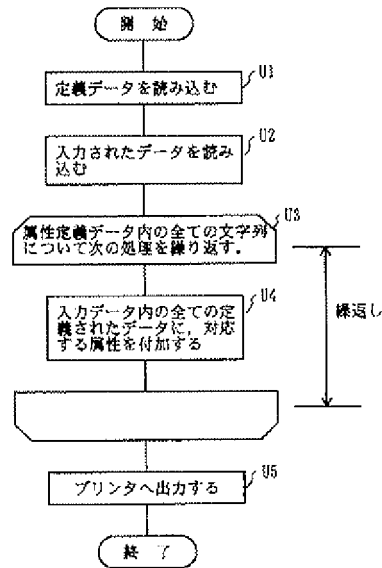 開 始
U1
定義データを読み込む
U2
入力されたデータを読み
込む
U3
属性定義データ内の全ての文字列
について次の処理を繰り返す。
U4
入力データ内の全ての定
義されたデータに，対応
する属性を付加する
繰返し
U5
プリンタへ出力する
終 了